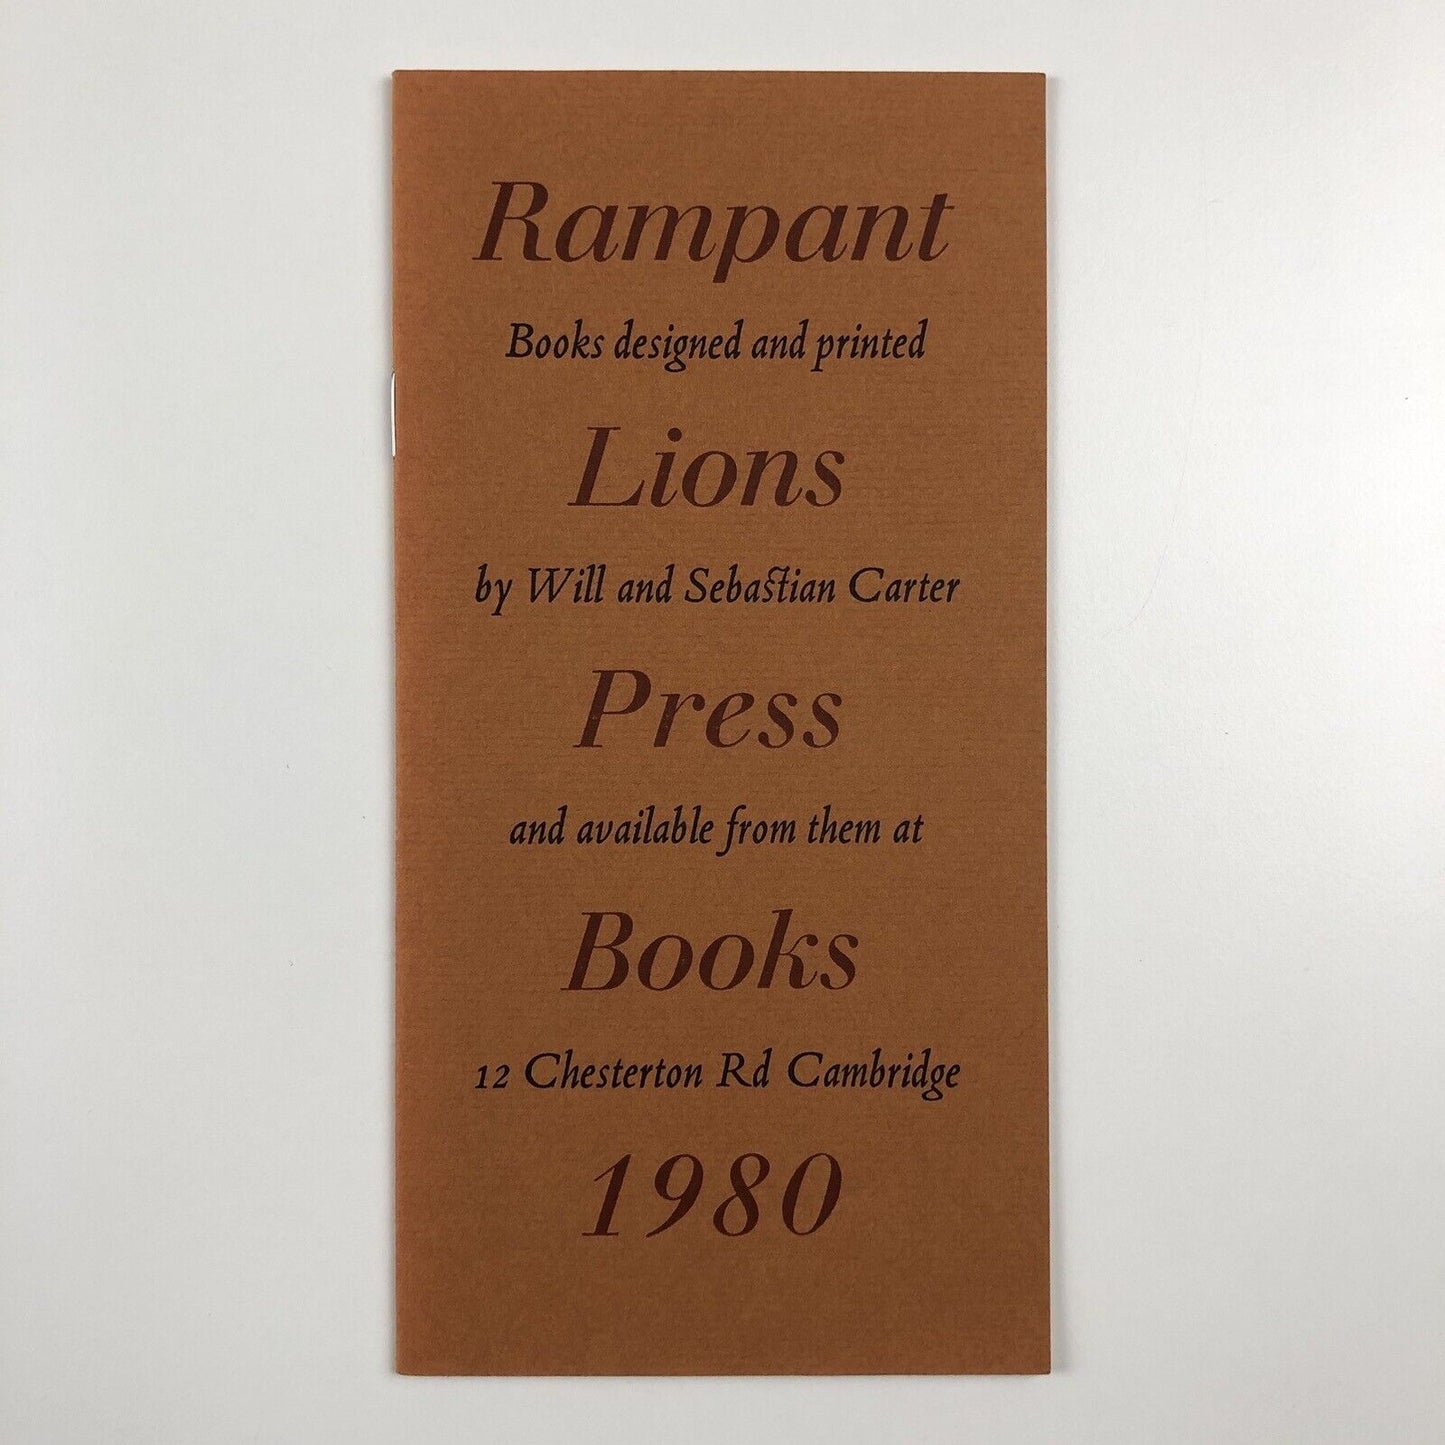 Rampant
Books designed and printed
Lions
by Will and Sebastian Carter
Press
and available from them at
Books
12 Chesterton Rd Cambridge
1980